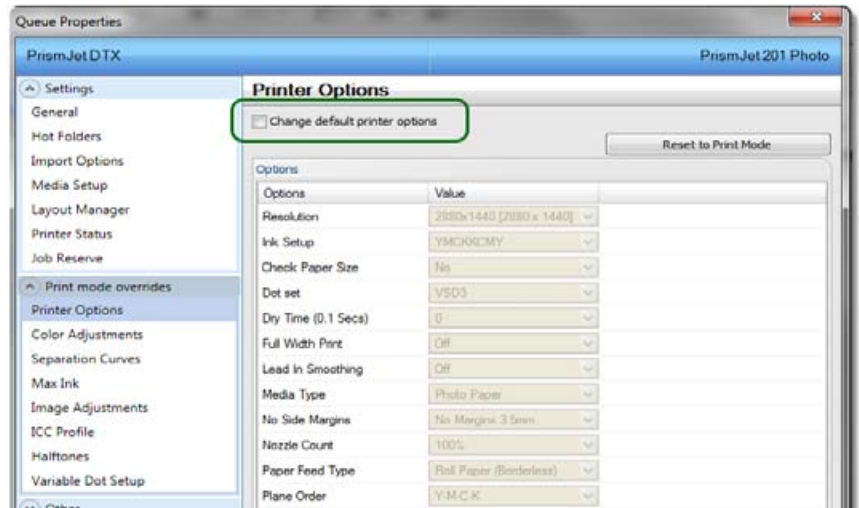 Queue Properties
PrismJet DTX
PrismJet 201 Photo
Settings
General
Hot Folders
Import Options
Media Setup
Layout Manager
Printer Status
Job Reserve
Print mode overrides
Printer Options
Color Adjustments
Separation Curves
Max Ink
Image Adjustments
ICC Profile
Halftones
Variable Dot Setup
Other
Printer Options
Change default printer options
Reset to Print Mode
Options
Options Value
Resolution 2880x1440 [2880 x 1440]
Ink Setup YMCKKCMY
Check Paper Size No
Dot set VSD3
Dry Time (0.1 Secs) 0
Full Width Print Off
Lead In Smoothing Off
Media Type Photo Paper
No Side Margins No Margins 3.5mm
Nozzle Count 100%
Paper Feed Type Roll Paper (Borderless)
Plane Order Y-M-C-K